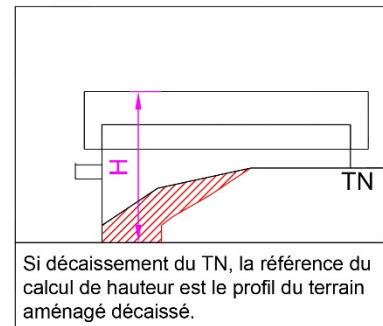 H
TN
Si décaissement du TN, la référence du
calcul de hauteur est le profil du terrain
aménagé décaissé.